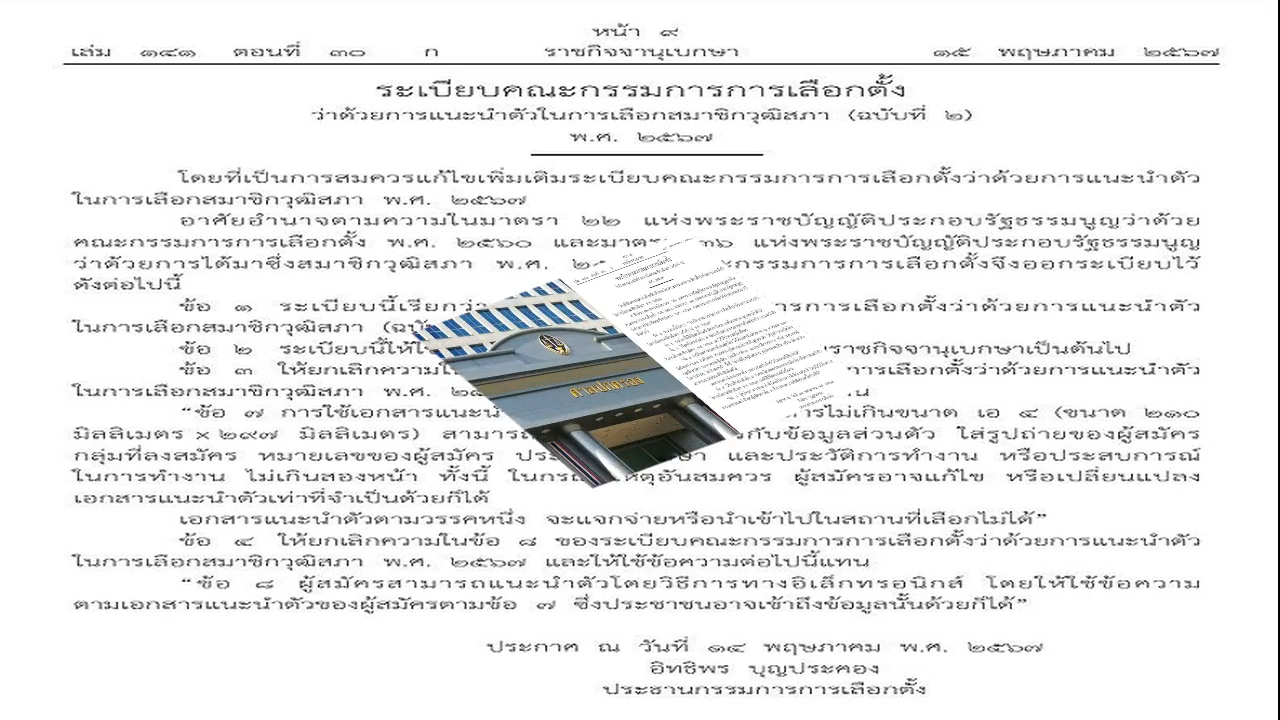 หน้า ๙
เล่ม ๑๔๑ ตอนที่ ๓๐ ก ราชกิจจานุเบกษา ๑๕ พฤษภาคม ๒๕๖๗
ระเบียบคณะกรรมการการเลือกตั้ง
ว่าด้วยการแนะนำตัวในการเลือกสมาชิกวุฒิสภา (ฉบับที่ ๒)
พ.ศ. ๒๕๖๗
โดยที่เป็นการสมควรแก้ไขเพิ่มเติมระเบียบคณะกรรมการการเลือกตั้งว่าด้วยการแนะนำตัว
ในการเลือกสมาชิกวุฒิสภา พ.ศ. ๒๕๖๗
อาศัยอำนาจตามความในมาตรา ๒๒ แห่งพระราชบัญญัติประกอบรัฐธรรมนูญว่าด้วย
คณะกรรมการการเลือกตั้ง พ.ศ. ๒๕๖๐ และมาตรา ๓๖ แห่งพระราชบัญญัติประกอบรัฐธรรมนูญ
ว่าด้วยการได้มาซึ่งสมาชิกวุฒิสภา พ.ศ. กรรมการการเลือกตั้งจึงออกระเบียบไว้
ดังต่อไปนี้
ข้อ ๑ ระเบียบนี้เรียกว่า การการเลือกตั้งว่าด้วยการแนะนำตัว
ในการเลือกสมาชิกวุฒิสภา
ข้อ ๒ ระเบียบนี้ให้ใ ราชกิจจานุเบกษาเป็นต้นไป
ข้อ ๓ ให้ยกเลิกความใ การเลือกตั้งว่าด้วยการแนะนำตัว
ในการเลือกสมาชิกวุฒิสภา พ.ศ.
“ข้อ ๗ การใช้เอกสารแนะนำ ไม่เกินขนาด เอ ๔ (ขนาด ๒๑๐
มิลลิเมตร × ๒๙๗ มิลลิเมตร) กับข้อมูลส่วนตัว ใส่รูปถ่ายของผู้สมัคร
กลุ่มที่ลงสมัคร หมายเลขของผู้สมัคร และประวัติการทำงาน หรือประสบการณ์
ในการทำงาน ไม่เกินสองหน้า ทั้งนี้ เหตุอันสมควร ผู้สมัครอาจแก้ไข หรือเปลี่ยนแปลง
เอกสารแนะนำตัวเท่าที่จำเป็นด้วยก็ได้
เอกสารแนะนำตัวตามวรรคหนึ่ง จะแจกจ่ายหรือนำเข้าไปในสถานที่เลือกไม่ได้”
ข้อ ๔ ให้ยกเลิกความในข้อ ๘ ของระเบียบคณะกรรมการการเลือกตั้งว่าด้วยการแนะนำตัว
ในการเลือกสมาชิกวุฒิสภา พ.ศ. ๒๕๖๗ และให้ใช้ข้อความต่อไปนี้แทน
“ข้อ ๘ ผู้สมัครสามารถแนะนำตัวโดยวิธีการทางอิเล็กทรอนิกส์ โดยให้ใช้ข้อความ
ตามเอกสารแนะนำตัวของผู้สมัครตามข้อ ๗ ซึ่งประชาชนอาจเข้าถึงข้อมูลนั้นด้วยก็ได้”
ประกาศ ณ วันที่ ๑๔ พฤษภาคม พ.ศ. ๒๕๖๗
อิทธิพร บุญประคอง
ประธานกรรมการการเลือกตั้ง
ศาลปกครอง